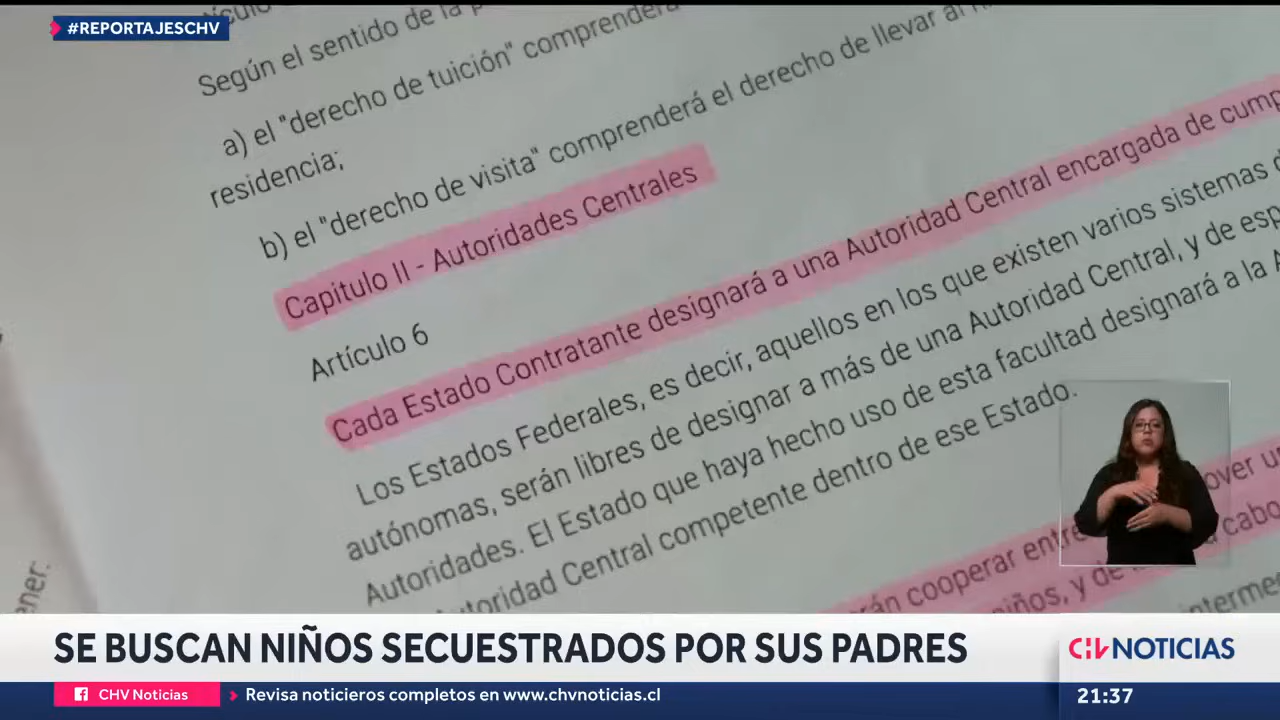 #REPORTAJESCHV
Según el sentido de la
a) el "derecho de tuición" comprenderá
residencia;
b) el "derecho de visita" comprenderá el derecho de llevar al
Capítulo II - Autoridades Centrales
Artículo 6
Cada Estado Contratante designará a una Autoridad Central encargada de
Los Estados Federales, es decir, aquellos en los que existen varios sistemas
autónomas, serán libres de designar a más de una Autoridad Central, y de
Autoridades. El Estado que haya hecho uso de esta facultad designará a la
Autoridad Central competente dentro de ese Estado.
cooperar
niños, y de
cabo
SE BUSCAN NIÑOS SECUESTRADOS POR SUS PADRES
CHV NOTICIAS
CHV Noticias
Revisa noticieros completos en www.chvnoticias.cl
21:37